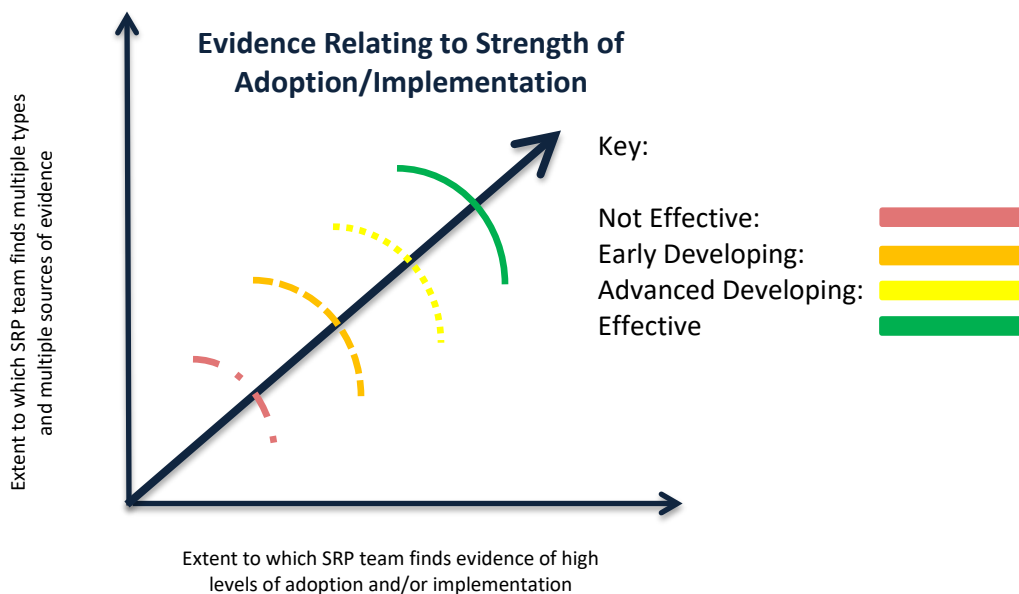 Evidence Relating to Strength of
Adoption/Implementation
Extent to which SRP team finds multiple types
and multiple sources of evidence
Key:
Not Effective:
Early Developing:
Advanced Developing:
Effective
Extent to which SRP team finds evidence of high
levels of adoption and/or implementation